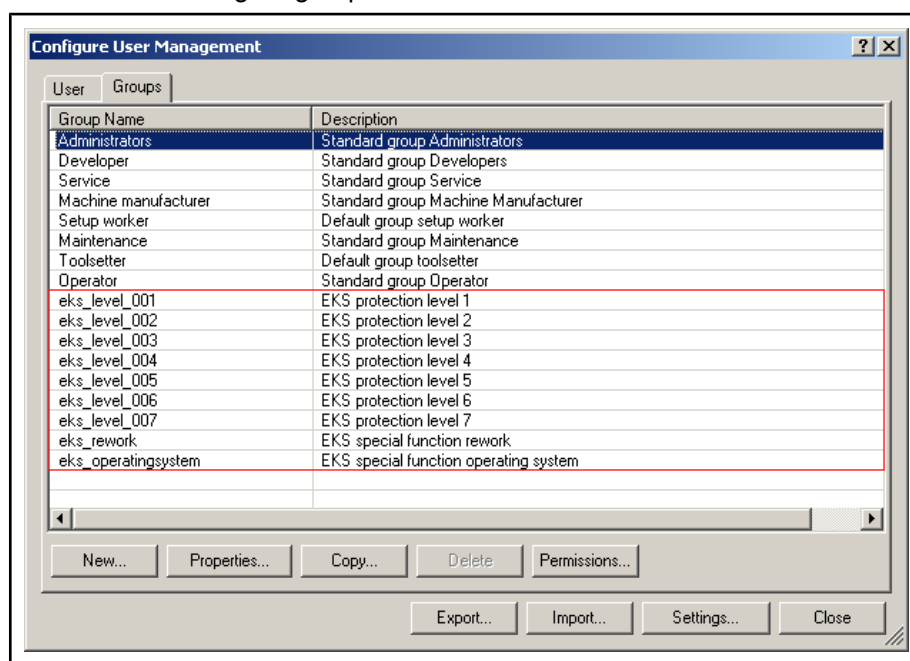 Configure User Management
User Groups
Group Name Description
Administrators Standard group Administrators
Developer Standard group Developers
Service Standard group Service
Machine manufacturer Standard group Machine Manufacturer
Setup worker Default group setup worker
Maintenance Standard group Maintenance
Toolsetter Default group toolsetter
Operator Standard group Operator
eks_level_001 EKS protection level 1
eks_level_002 EKS protection level 2
eks_level_003 EKS protection level 3
eks_level_004 EKS protection level 4
eks_level_005 EKS protection level 5
eks_level_006 EKS protection level 6
eks_level_007 EKS protection level 7
eks_rework EKS special function rework
eks_operatingsystem EKS special function operating system
New... Properties... Copy... Delete Permissions...
Export... Import... Settings... Close